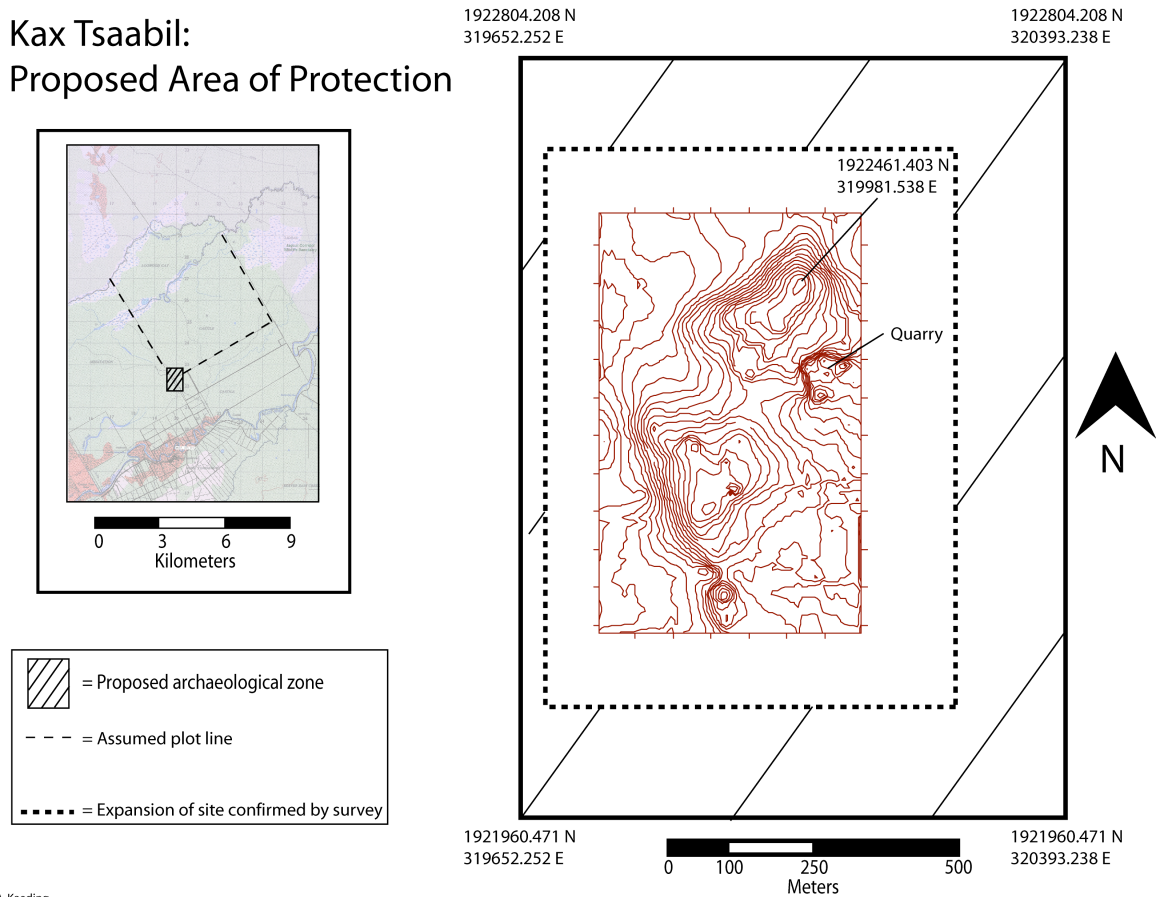 Kax Tsaabil:
Proposed Area of Protection
1922804.208 N
319652.252 E
1922804.208 N
320393.238 E
1922461.403 N
319981.538 E
Quarry
N
0 3 6 9
Kilometers
= Proposed archaeological zone
= Assumed plot line
= Expansion of site confirmed by survey
1921960.471 N
319652.252 E
1921960.471 N
320393.238 E
0 100 250 500
Meters